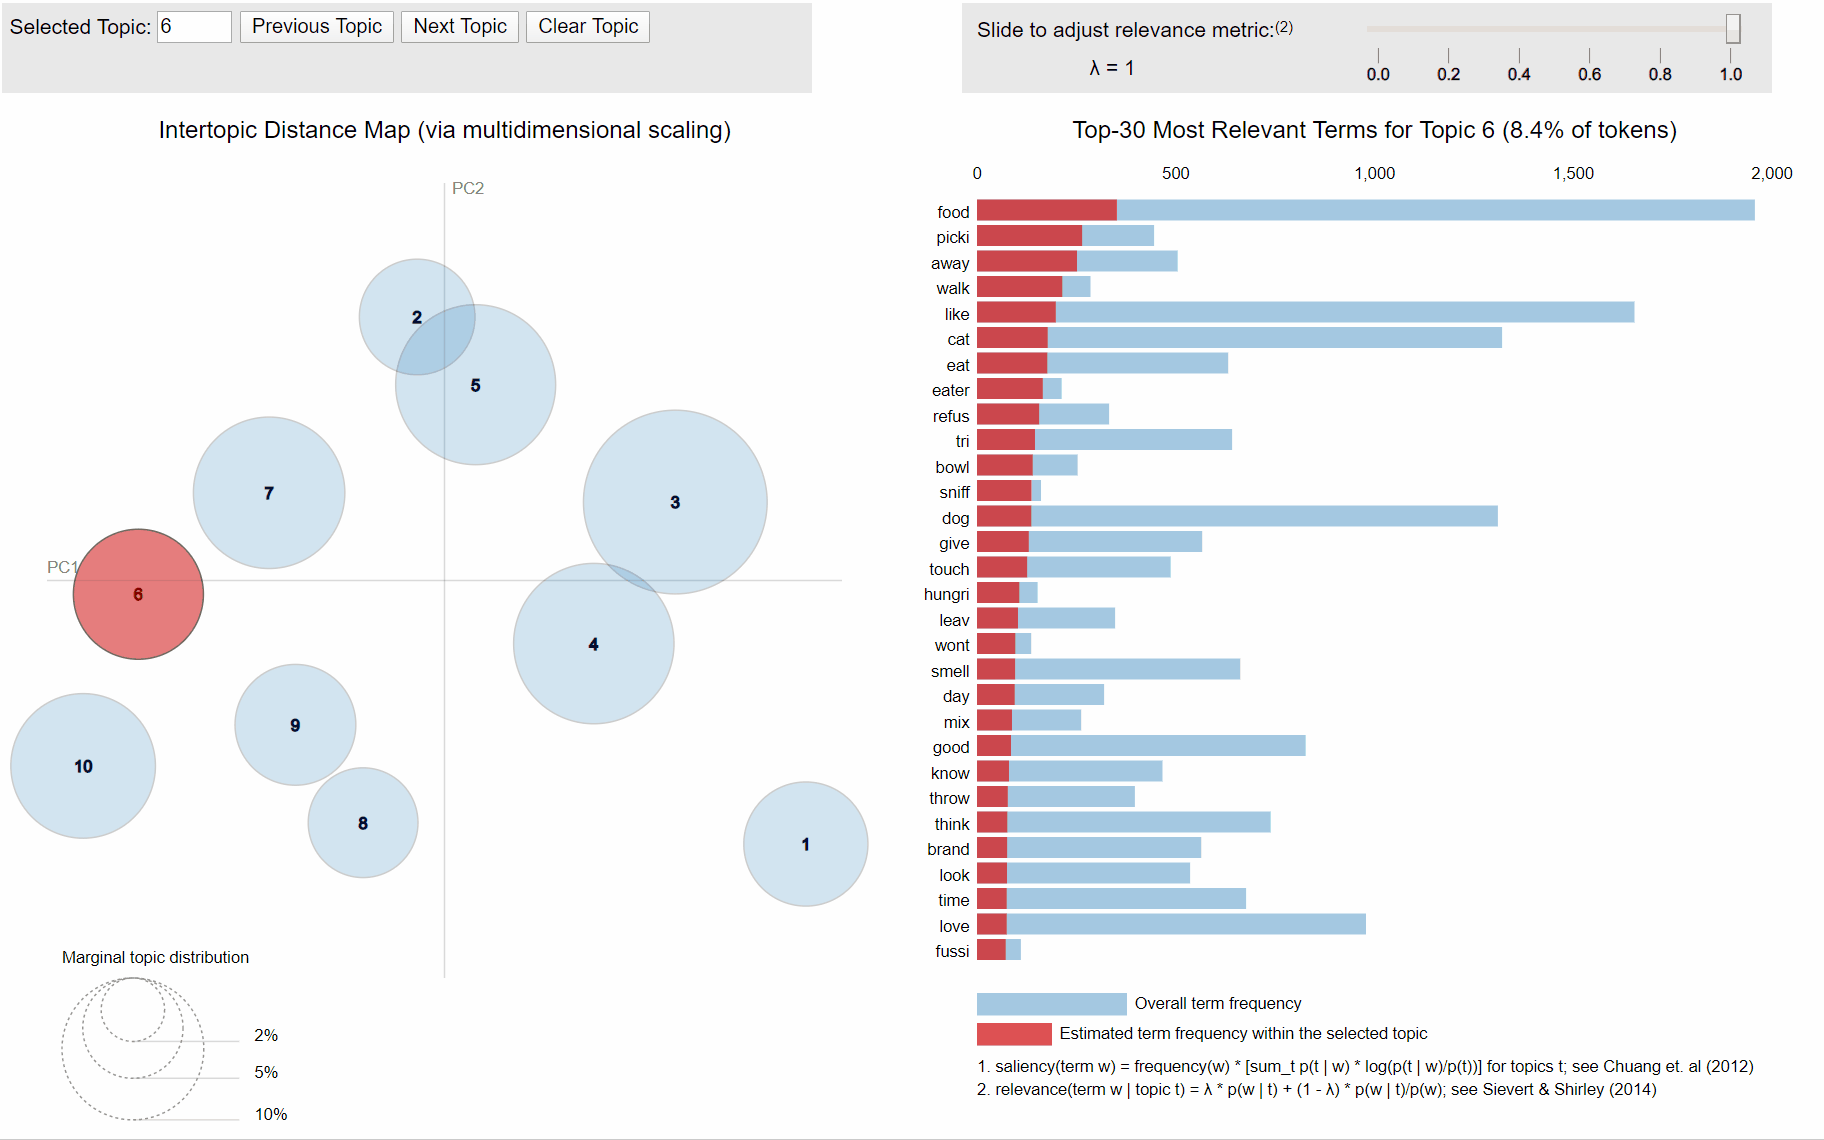 Selected Topic: 6 Previous Topic Next Topic Clear Topic
Slide to adjust relevance metric:(2)
λ = 1
0.0 0.2 0.4 0.6 0.8 1.0
Intertopic Distance Map (via multidimensional scaling)
PC2
PC1
2
5
7
3
6
4
9
10
8
1
Marginal topic distribution
2%
5%
10%
Top-30 Most Relevant Terms for Topic 6 (8.4% of tokens)
0 500 1,000 1,500 2,000
food
picki
away
walk
like
cat
eat
eater
refus
tri
bowl
sniff
dog
give
touch
hungri
leav
wont
smell
day
mix
good
know
throw
think
brand
look
time
love
fussi
Overall term frequency
Estimated term frequency within the selected topic
1. saliency(term w) = frequency(w) * [sum_t p(t | w) * log(p(t | w)/p(t))] for topics t; see Chuang et. al (2012)
2. relevance(term w | topic t) = λ * p(w | t) + (1 - λ) * p(w | t)/p(w); see Sievert & Shirley (2014)